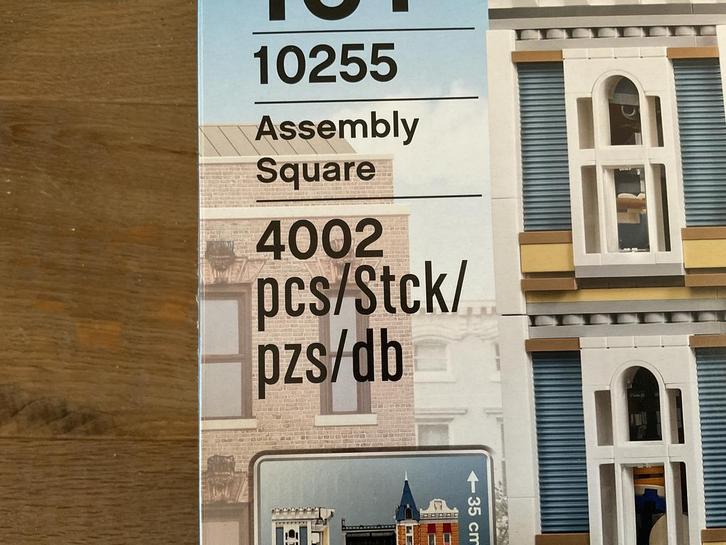 10255
Assembly
Square
4002
pcs/Stck/
pzs/db
← 35 cm